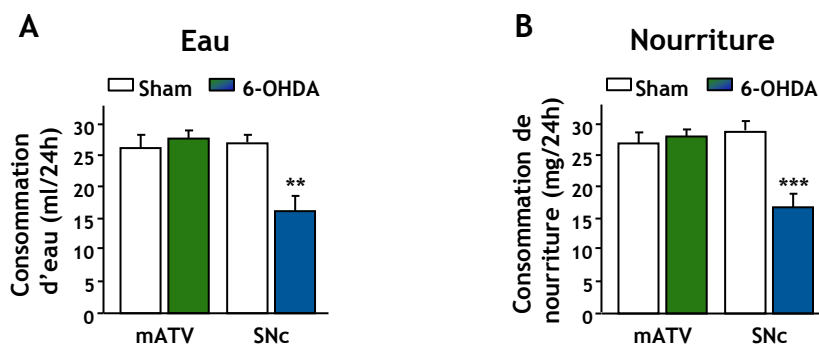 A
Eau
Sham 6-OHDA
Consommation
d'eau (ml/24h)
30
25
20
15
10
5
0
**
mATV SNc
B
Nourriture
Sham 6-OHDA
Consommation de
nourriture (mg/24h)
30
25
20
15
10
5
0
***
mATV SNc